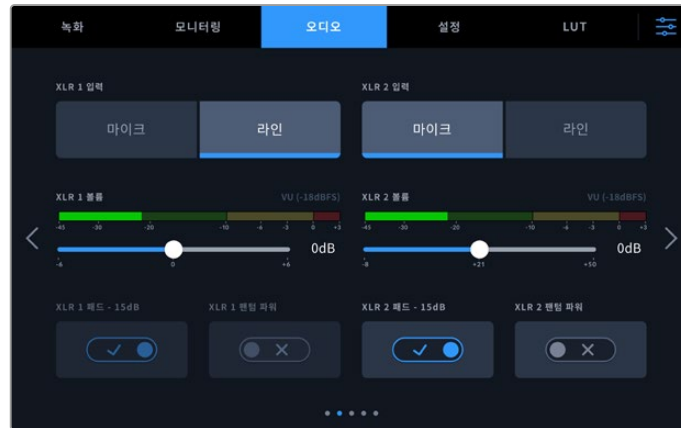 녹화 모니터링 오디오 설정 LUT
XLR 1 입력 XLR 2 입력
마이크 라인 마이크 라인
XLR 1 볼륨 VU (-18dBFS) XLR 2 볼륨 VU (-18dBFS)
-45 -30 -20 -10 -6 -3 0 +3 -45 -30 -20 -10 -6 -3 0 +3
0dB 0dB
-6 0 +6 -8 +21 +50
XLR 1 패드 - 15dB XLR 1 팬텀 파워 XLR 2 패드 - 15dB XLR 2 팬텀 파워